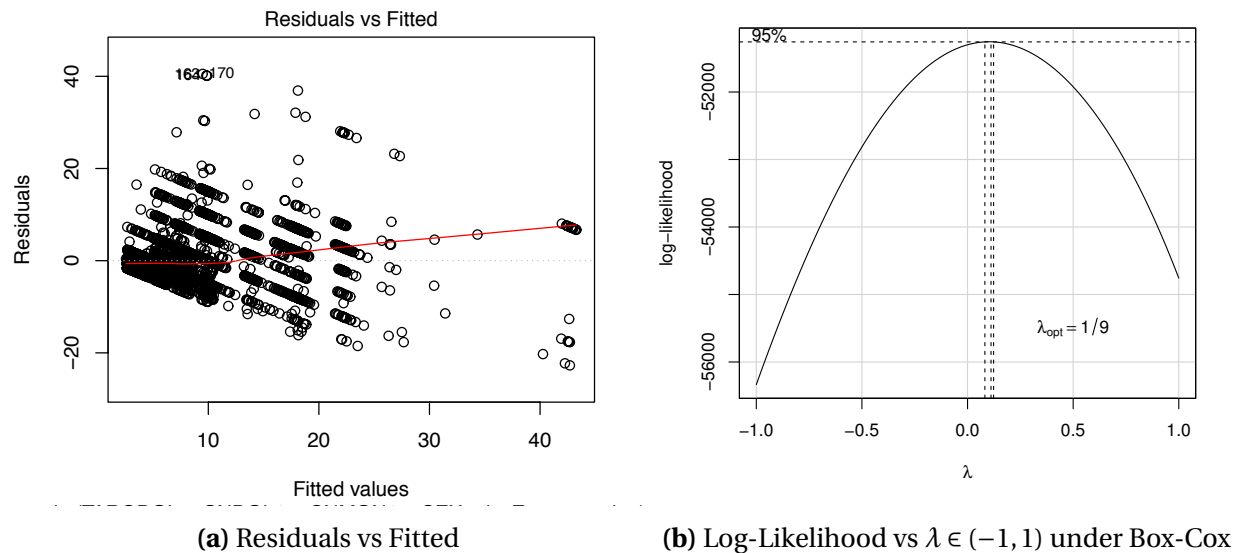 Residuals vs Fitted
Residuals
40
20
0
−20
10
20
30
40
Fitted values
95%
log−likelihood
−52000
−54000
−56000
λopt = 1/9
−1.0
−0.5
0.0
0.5
1.0
λ
(a) Residuals vs Fitted
(b) Log-Likelihood vs λ ∈ (−1, 1) under Box-Cox